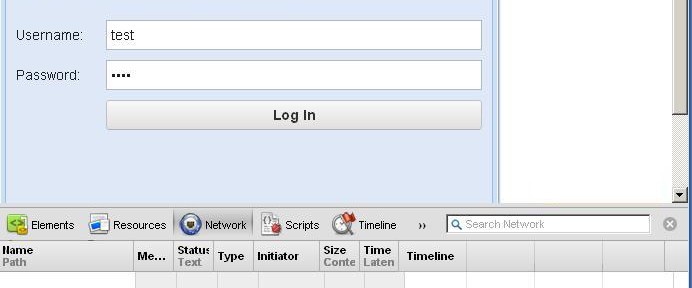 Username: test
Password: ••••
Log In
Elements Resources Network Scripts Timeline » Search Network
Name Me... Status Type Initiator Size Time Timeline
Path Text Conte Laten